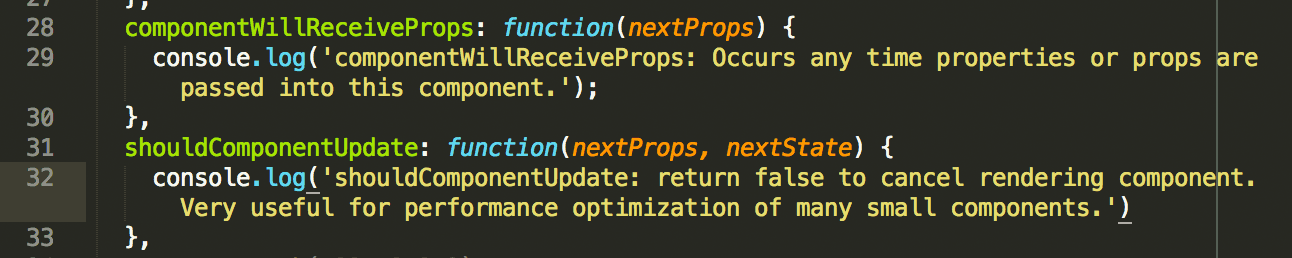 27 },
28 componentWillReceiveProps: function(nextProps) {
29 console.log('componentWillReceiveProps: Occurs any time properties or props are
passed into this component.');
30 },
31 shouldComponentUpdate: function(nextProps, nextState) {
32 console.log('shouldComponentUpdate: return false to cancel rendering component.
Very useful for performance optimization of many small components.')
33 },